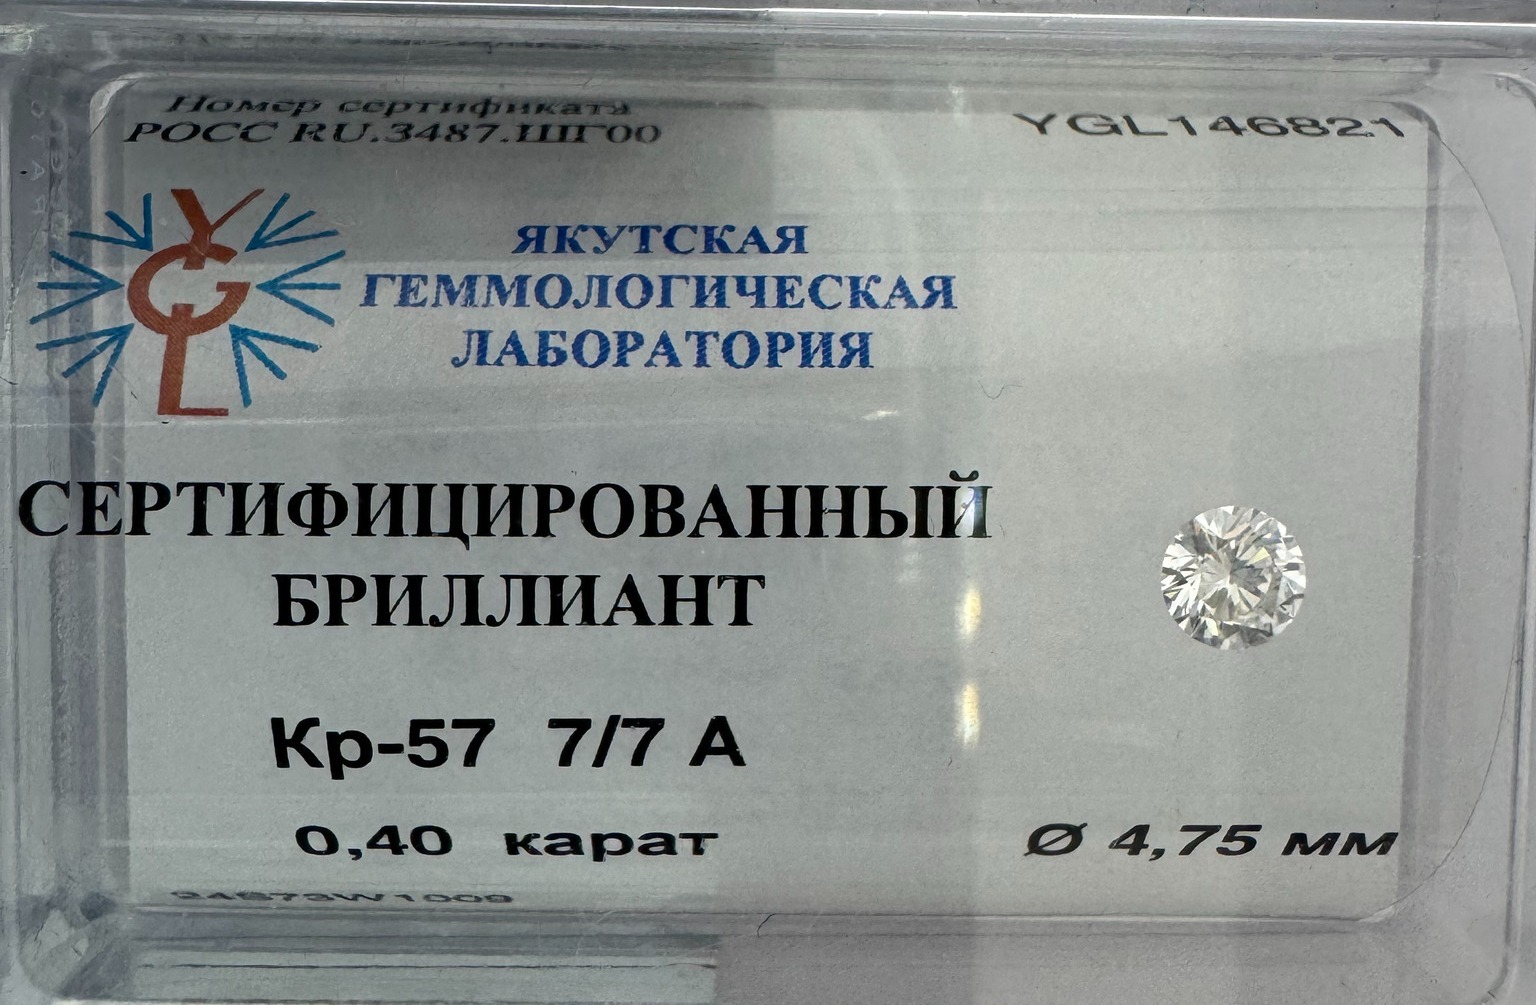 Номер сертификата
РОСС RU.3487.ШГ00
YGL146821
YGL
ЯКУТСКАЯ
ГЕММОЛОГИЧЕСКАЯ
ЛАБОРАТОРИЯ
СЕРТИФИЦИРОВАННЫЙ
БРИЛЛИАНТ
Кр-57 7/7 А
0,40 карат
Ø 4,75 мм